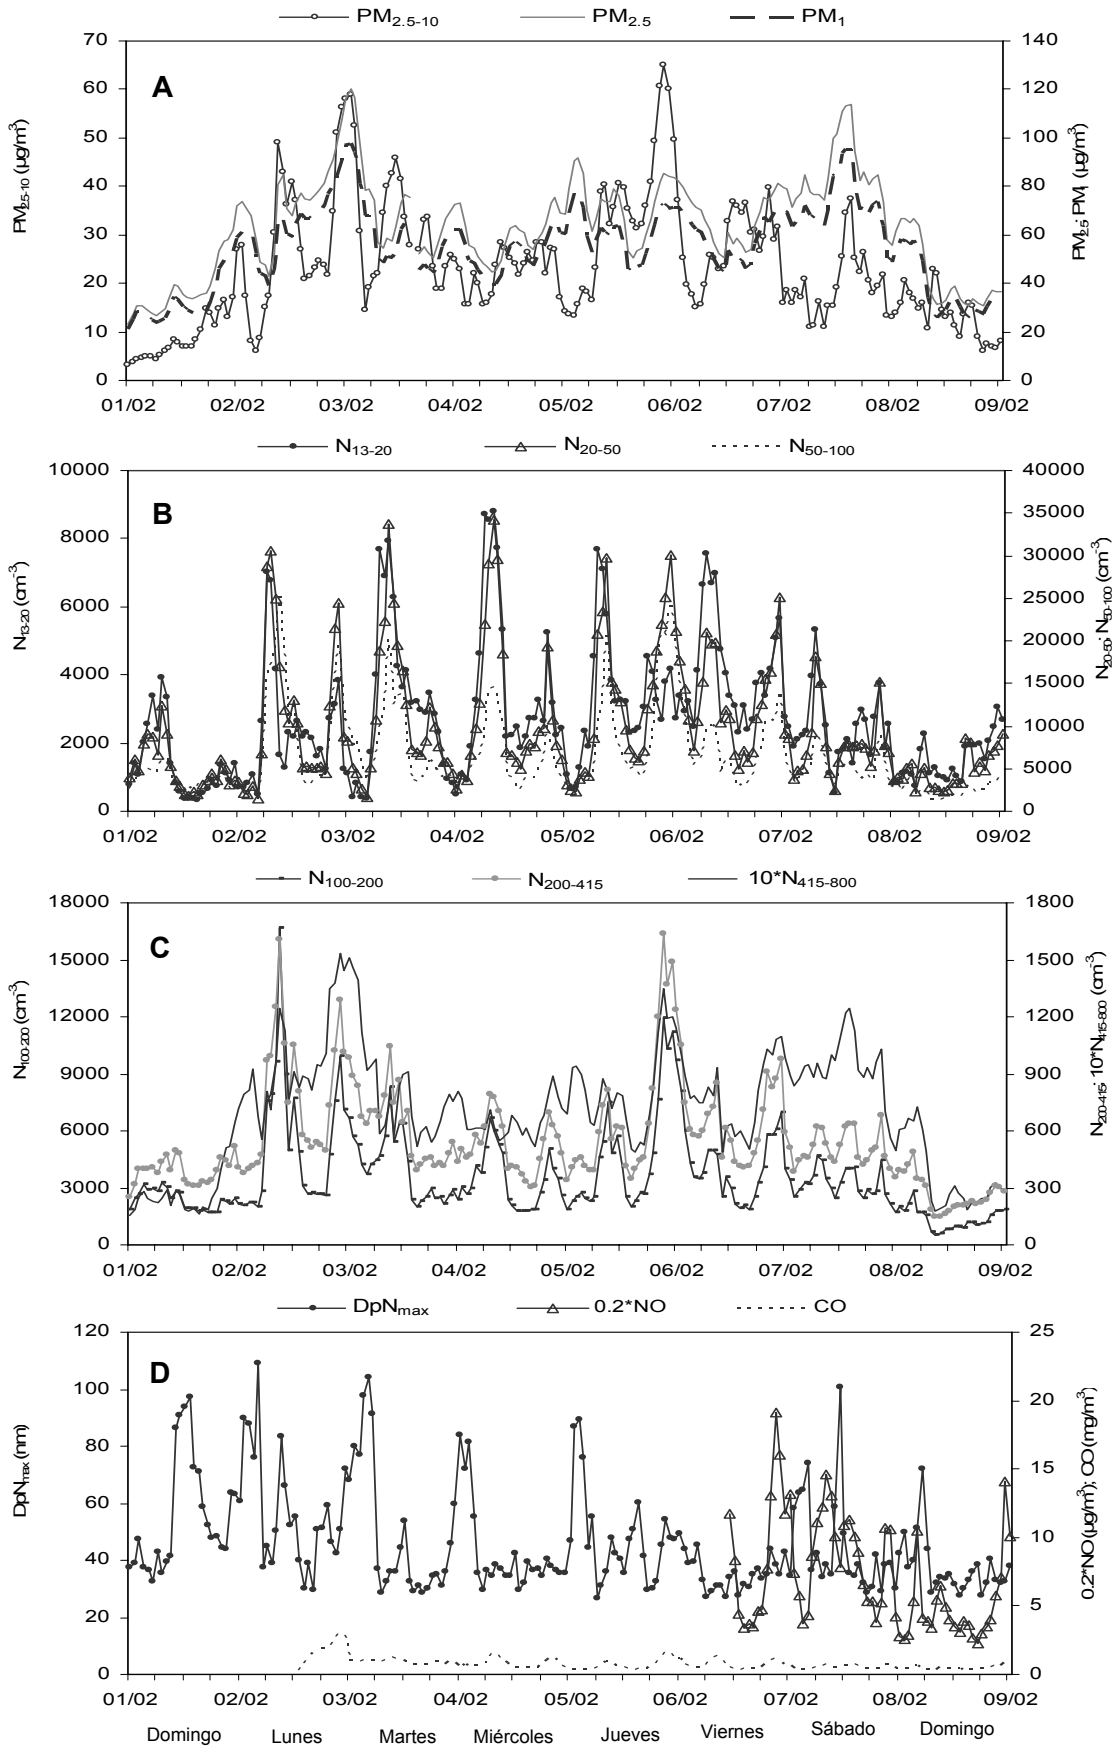 PM2.5-10 PM2.5 PM1
A
PM2.5-10 (µg/m3)
70
60
50
40
30
20
10
0
PM2.5; PM1 (µg/m3)
140
120
100
80
60
40
20
0
01/02 02/02 03/02 04/02 05/02 06/02 07/02 08/02 09/02
N13-20 N20-50 N50-100
B
N13-20 (cm-3)
10000
8000
6000
4000
2000
0
N20-50; N50-100 (cm-3)
40000
35000
30000
25000
20000
15000
10000
5000
0
01/02 02/02 03/02 04/02 05/02 06/02 07/02 08/02 09/02
N100-200 N200-415 10*N415-800
C
N100-200 (cm-3)
18000
15000
12000
9000
6000
3000
0
N200-415; 10*N415-800 (cm-3)
1800
1500
1200
900
600
300
0
01/02 02/02 03/02 04/02 05/02 06/02 07/02 08/02 09/02
DpNmax 0.2*NO CO
D
DpNmax (nm)
120
100
80
60
40
20
0
0.2*NO (µg/m3); CO (mg/m3)
25
20
15
10
5
0
01/02 02/02 03/02 04/02 05/02 06/02 07/02 08/02 09/02
Domingo Lunes Martes Miércoles Jueves Viernes Sábado Domingo